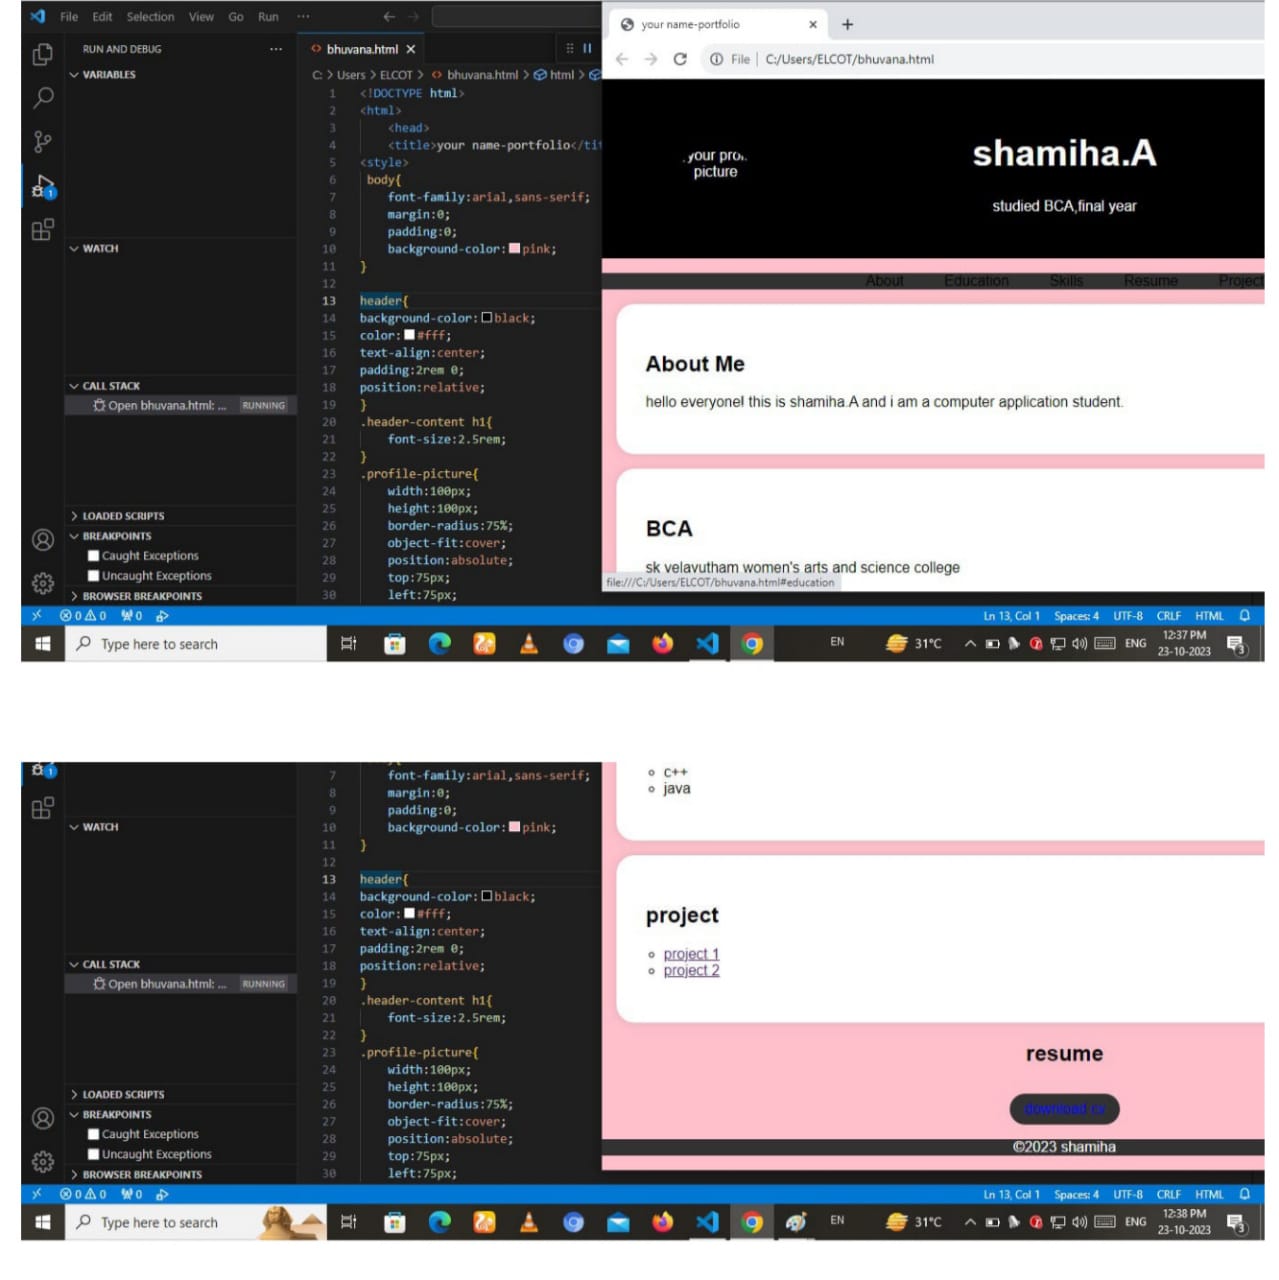 File Edit Selection View Go Run ···
RUN AND DEBUG ···
VARIABLES
WATCH
CALL STACK
Open bhuvana.html: ... RUNNING
LOADED SCRIPTS
BREAKPOINTS
Caught Exceptions
Uncaught Exceptions
BROWSER BREAKPOINTS
bhuvana.html
C: > Users > ELCOT > bhuvana.html > html >
1 <!DOCTYPE html>
2 <html>
3 <head>
4 <title>your name-portfolio</tit
5 <style>
6 body{
7 font-family:arial,sans-serif;
8 margin:0;
9 padding:0;
10 background-color:pink;
11 }
12
13 header{
14 background-color:black;
15 color:#fff;
16 text-align:center;
17 padding:2rem 0;
18 position:relative;
19 }
20 .header-content h1{
21 font-size:2.5rem;
22 }
23 .profile-picture{
24 width:100px;
25 height:100px;
26 border-radius:75%;
27 object-fit:cover;
28 position:absolute;
29 top:75px;
30 left:75px;
your name-portfolio
File | C:/Users/ELCOT/bhuvana.html
your pro
picture
shamiha.A
studied BCA,final year
About Education Skills Resume Project
About Me
hello everyone! this is shamiha.A and i am a computer application student.
BCA
sk velavutham women's arts and science college
file:///C:/Users/ELCOT/bhuvana.html#education
0 0 0 Ln 13, Col 1 Spaces: 4 UTF-8 CRLF HTML
Type here to search EN 31°C ENG 12:37 PM
23-10-2023
3
1
7 font-family:arial,sans-serif;
8 margin:0;
9 padding:0;
10 background-color:pink;
11 }
12
13 header{
14 background-color:black;
15 color:#fff;
16 text-align:center;
17 padding:2rem 0;
18 position:relative;
19 }
20 .header-content h1{
21 font-size:2.5rem;
22 }
23 .profile-picture{
24 width:100px;
25 height:100px;
26 border-radius:75%;
27 object-fit:cover;
28 position:absolute;
29 top:75px;
30 left:75px;
WATCH
CALL STACK
Open bhuvana.html: ... RUNNING
LOADED SCRIPTS
BREAKPOINTS
Caught Exceptions
Uncaught Exceptions
BROWSER BREAKPOINTS
c++
java
project
project 1
project 2
resume
download cv
©2023 shamiha
0 0 0 Ln 13, Col 1 Spaces: 4 UTF-8 CRLF HTML
Type here to search EN 31°C ENG 12:38 PM
23-10-2023
3